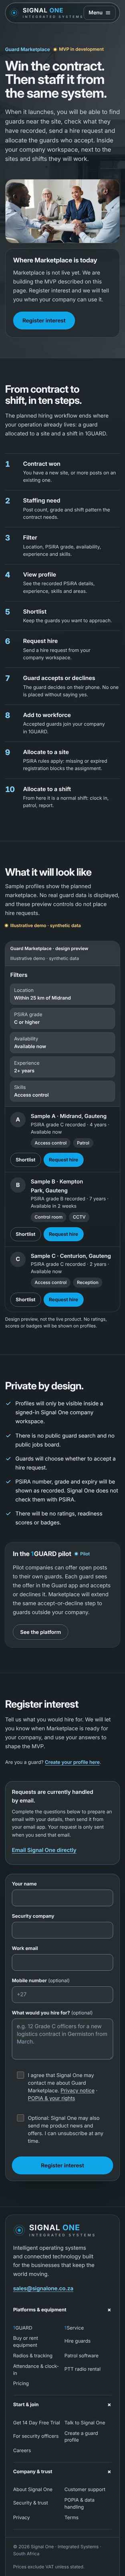 SIGNAL ONE
INTEGRATED SYSTEMS
Menu
Guard Marketplace
MVP in development
Win the contract.
Then staff it from
the same system.
When it launches, you will be able to find
guards near the site, check what they
have recorded, send a hire request and
allocate the guards who accept. Guards
move into your company workspace, next
to the sites and shifts they will work.
Where Marketplace is today
Marketplace is not live yet. We are
building the MVP described on this
page. Register interest and we will tell
you when your company can use it.
Register interest
From contract to
shift, in ten steps.
The planned hiring workflow ends where
your operation already lives: a guard
allocated to a site and a shift in 1GUARD.
1
Contract won
You have a new site, or more posts on an
existing one.
2
Staffing need
Post count, grade and shift pattern the
contract needs.
3
Filter
Location, PSIRA grade, availability,
experience and skills.
4
View profile
See the recorded PSIRA details,
experience, skills and areas.
5
Shortlist
Keep the guards you want to approach.
6
Request hire
Send a hire request from your
company workspace.
7
Guard accepts or declines
The guard decides on their phone. No one
is placed without saying yes.
8
Add to workforce
Accepted guards join your company
in 1GUARD.
9
Allocate to a site
PSIRA rules apply: missing or expired
registration blocks the assignment.
10
Allocate to a shift
From here it is a normal shift: clock in,
patrol, report.
What it will look like
Sample profiles show the planned
marketplace. No real guard data is displayed,
and these preview controls do not place
hire requests.
Illustrative demo · synthetic data
Guard Marketplace · design preview
Illustrative demo · synthetic data
Filters
Location
Within 25 km of Midrand
PSIRA grade
C or higher
Availability
Available now
Experience
2+ years
Skills
Access control
A
Sample A · Midrand, Gauteng
PSIRA grade C recorded · 4 years ·
Available now
Access control
Patrol
Shortlist
Request hire
B
Sample B · Kempton
Park, Gauteng
PSIRA grade B recorded · 7 years ·
Available in 2 weeks
Control room
CCTV
Shortlist
Request hire
C
Sample C · Centurion, Gauteng
PSIRA grade C recorded · 2 years ·
Available now
Access control
Reception
Shortlist
Request hire
Design preview, not the live product. No ratings,
scores or badges will be shown on profiles.
Private by design.
Profiles will only be visible inside a
signed-in Signal One company
workspace.
There is no public guard search and no
public jobs board.
Guards will choose whether to accept a
hire request.
PSIRA number, grade and expiry will be
shown as recorded. Signal One does not
check them with PSIRA.
There will be no ratings, readiness
scores or badges.
In the 1GUARD pilot
Pilot
Pilot companies can offer open posts
to their own guards. Each guard sees
the offer in the Guard app and accepts
or declines it. Marketplace is designed
to extend the same
accept-or-decline step to
guards outside your company.
See the platform
Register interest
Tell us what you would hire for. We will let
you know when Marketplace is ready for
your company, and use your answers to
shape the MVP.
Are you a guard? Create your profile here.
Requests are currently handled
by email.
Complete the questions below to prepare an
email with your details, then send it from
your email app. Your request is only sent
when you send that email.
Email Signal One directly
Your name
Security company
Work email
Mobile number (optional)
+27
What would you hire for? (optional)
e.g. 12 Grade C officers for a new
logistics contract in Germiston from
March.
I agree that Signal One may
contact me about Guard
Marketplace. Privacy notice ·
POPIA & your rights
Optional: Signal One may also
send me product news and
offers. I can unsubscribe at any
time.
Register interest
SIGNAL ONE
INTEGRATED SYSTEMS
Intelligent operating systems
and connected technology built
for the businesses that keep the
world moving.
sales@signalone.co.za
Platforms & equipment
1GUARD
1Service
Buy or rent
equipment
Hire guards
Radios & tracking
Patrol software
Attendance & clock-
in
PTT radio rental
Pricing
Start & join
Get 14 Day Free Trial
Talk to Signal One
For security officers
Create a guard
profile
Careers
Company & trust
About Signal One
Customer support
Security & trust
POPIA & data
handling
Privacy
Terms
© 2026 Signal One · Integrated Systems ·
South Africa
Prices exclude VAT unless stated